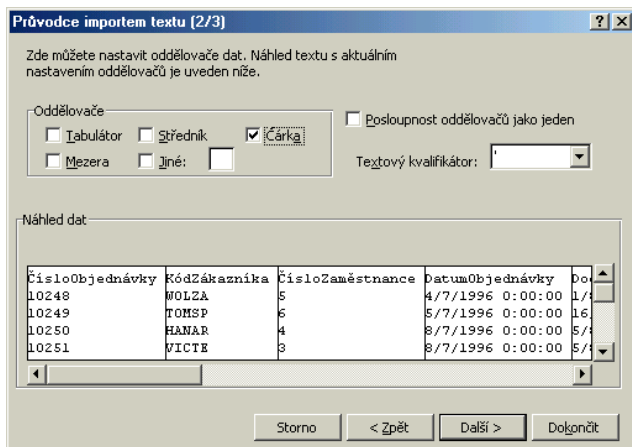 Průvodce importem textu (2/3)
Zde můžete nastavit oddělovače dat. Náhled textu s aktuálním
nastavením oddělovačů je uveden níže.
Oddělovače
Tabulátor Středník Čárka
Mezera Jiné:
Posloupnost oddělovačů jako jeden
Textový kvalifikátor: '
Náhled dat
ČísloObjednávky KódZákazníka ČísloZaměstnance DatumObjednávky
10248 WOLZA 5 4/7/1996 0:00:00 1/
10249 TOMSP 6 5/7/1996 0:00:00 16
10250 HANAR 4 8/7/1996 0:00:00 5/
10251 VICTE 3 8/7/1996 0:00:00 5/
Storno < Zpět Další > Dokončit